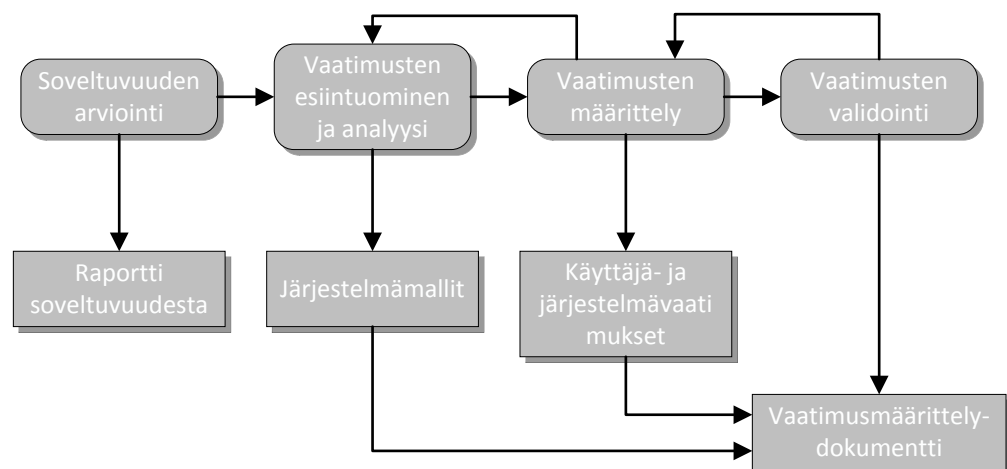 Soveltuvuuden
arviointi
Vaatimusten
esiintuominen
ja analyysi
Vaatimusten
määrittely
Vaatimusten
validointi
Raportti
soveltuvuudesta
Järjestelmämallit
Käyttäjä- ja
järjestelmävaati
mukset
Vaatimusmäärittely-
dokumentti